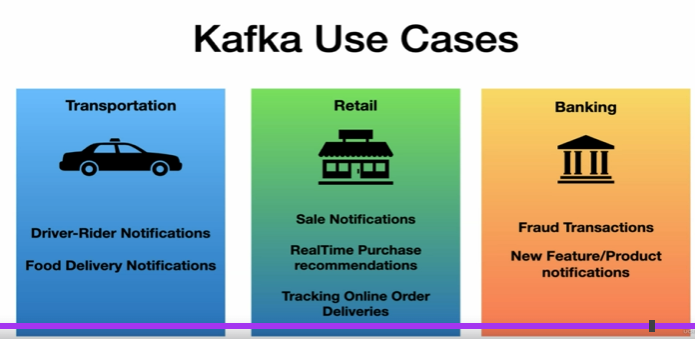 Kafka Use Cases
Transportation
Driver-Rider Notifications
Food Delivery Notifications
Retail
Sale Notifications
RealTime Purchase
recommendations
Tracking Online Order
Deliveries
Banking
Fraud Transactions
New Feature/Product
notifications